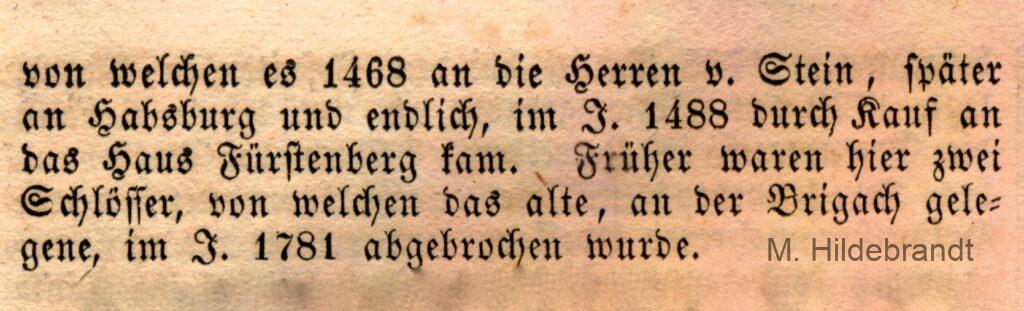 von welchen es 1468 an die Herren v. Stein, später
an Habsburg und endlich, im J. 1488 durch Kauf an
das Haus Fürstenberg kam. Früher waren hier zwei
Schlösser, von welchen das alte, an der Brigach gele-
gene, im J. 1781 abgebrochen wurde.
M. Hildebrandt